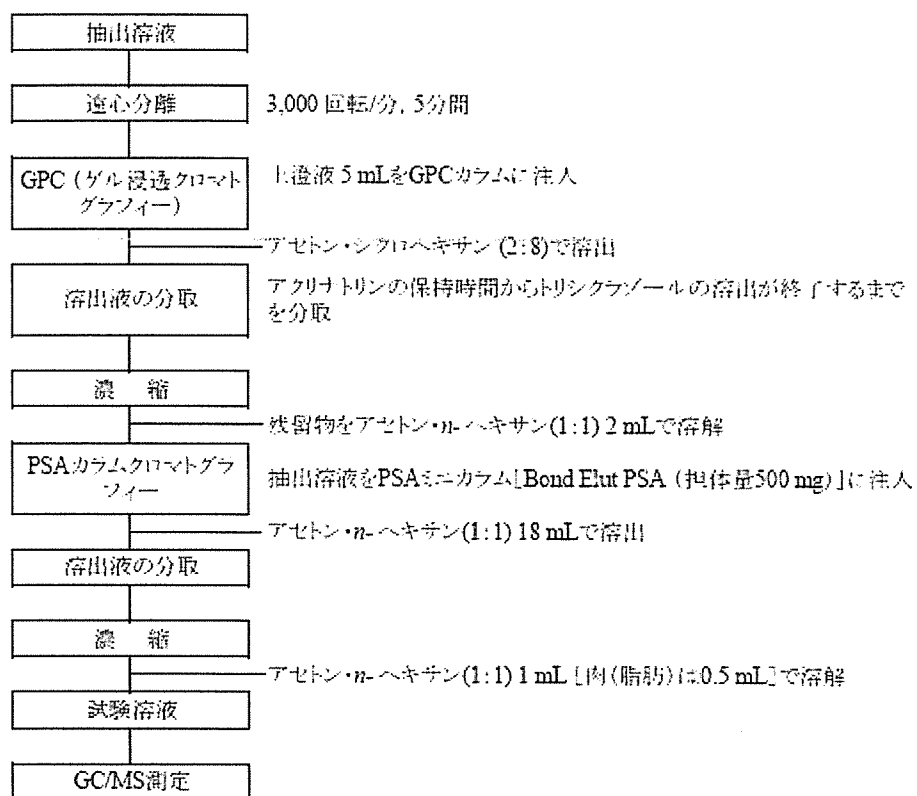 抽出溶液
遠心分離
3,000 回転/分, 5分間
GPC (ゲル浸透クロマト
グラフィー)
上澄液 5 mLをGPCカラムに注入
アセトン・シクロヘキサン (2:8)で溶出
溶出液の分取
アクリナトリンの保持時間からトリシクラゾールの溶出が終了するまで
を分取
濃 縮
残留物をアセトン・n-ヘキサン(1:1) 2 mLで溶解
PSAカラムクロマトグラ
フィー
抽出溶液をPSAミニカラム[Bond Elut PSA (担体量500 mg)]に注入
アセトン・n-ヘキサン(1:1) 18 mLで溶出
溶出液の分取
濃 縮
アセトン・n-ヘキサン(1:1) 1 mL [肉(脂肪)は0.5 mL]で溶解
試験溶液
GC/MS測定